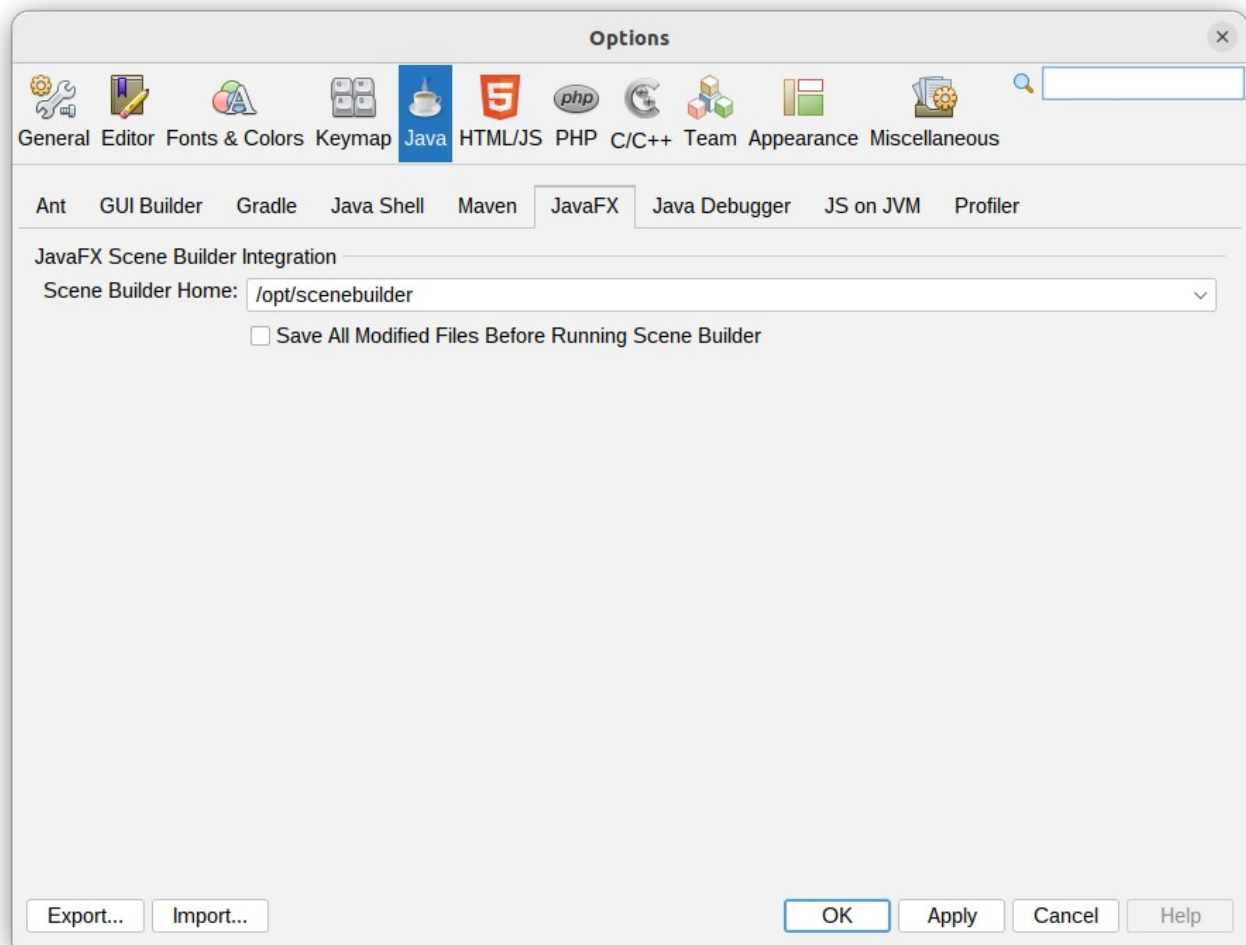 Options
General Editor Fonts & Colors Keymap Java HTML/JS PHP C/C++ Team Appearance Miscellaneous
php
Ant GUI Builder Gradle Java Shell Maven JavaFX Java Debugger JS on JVM Profiler
JavaFX Scene Builder Integration
Scene Builder Home: /opt/scenebuilder
Save All Modified Files Before Running Scene Builder
Export... Import... OK Apply Cancel Help